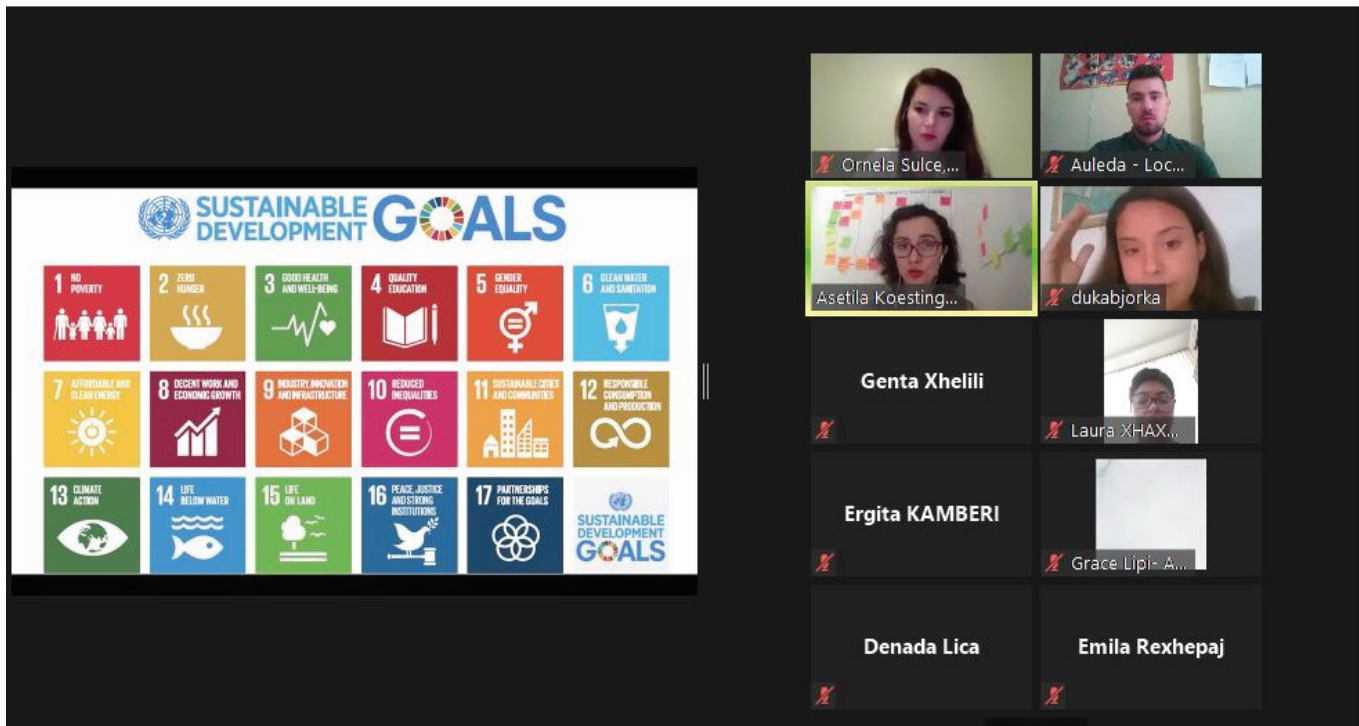 SUSTAINABLE
DEVELOPMENT
GOALS
1 NO
POVERTY
2 ZERO
HUNGER
3 GOOD HEALTH
AND WELL-BEING
4 QUALITY
EDUCATION
5 GENDER
EQUALITY
6 CLEAN WATER
AND SANITATION
7 AFFORDABLE AND
CLEAN ENERGY
8 DECENT WORK AND
ECONOMIC GROWTH
9 INDUSTRY, INNOVATION
AND INFRASTRUCTURE
10 REDUCED
INEQUALITIES
11 SUSTAINABLE CITIES
AND COMMUNITIES
12 RESPONSIBLE
CONSUMPTION
AND PRODUCTION
13 CLIMATE
ACTION
14 LIFE
BELOW WATER
15 LIFE
ON LAND
16 PEACE, JUSTICE
AND STRONG
INSTITUTIONS
17 PARTNERSHIPS
FOR THE GOALS
SUSTAINABLE
DEVELOPMENT
GOALS
Ornela Sulce,...
Auleda - Loc...
Asetila Koesting...
dukabjorka
Genta Xhelili
Laura XHAX...
Ergita KAMBERI
Grace Lipi- A...
Denada Lica
Emila Rexhepaj